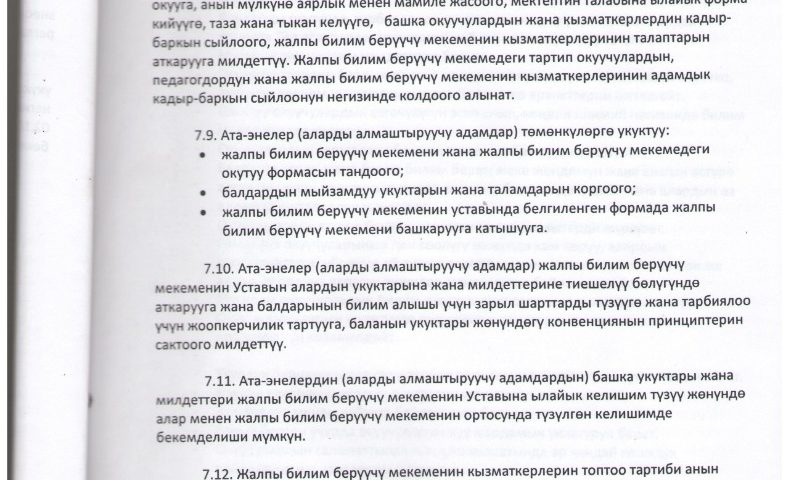 окууга, анын мүлкүнө аярлык менен мамиле жасоого, мектептин талабына ылайык форма
кийүүгө, таза жана тыкан келүүгө, башка окуучулардын жана кызматкерлердин кадыр-
баркын сыйлоого, жалпы билим берүүчү мекеменин кызматкерлеринин талаптарын
аткарууга милдеттүү. Жалпы билим берүүчү мекемедеги тартип окуучулардын,
педагогдордун жана жалпы билим берүүчү мекеменин кызматкерлеринин адамдык
кадыр-баркын сыйлоонун негизинде колдоого алынат.
7.9. Ата-энелер (аларды алмаштыруучу адамдар) төмөнкүлөргө укуктуу:
• жалпы билим берүүчү мекемени жана жалпы билим берүүчү мекемедеги
окутуу формасын тандоого;
• балдардын мыйзамдуу укуктарын жана таламдарын коргоого;
• жалпы билим берүүчү мекеменин уставында белгиленген формада жалпы
билим берүүчү мекемени башкарууга катышууга.
7.10. Ата-энелер (аларды алмаштыруучу адамдар) жалпы билим берүүчү
мекеменин Уставын алардын укуктарына жана милдеттерине тиешелүү бөлүгүндө
аткарууга жана балдарынын билим алышы үчүн зарыл шарттарды түзүүгө жана тарбиялоо
үчүн жоопкерчилик тартууга, баланын укуктары жөнүндөгү конвенциянын принциптерин
сактоого милдеттүү.
7.11. Ата-энелердин (аларды алмаштыруучу адамдардын) башка укуктары жана
милдеттери жалпы билим берүүчү мекеменин Уставына ылайык келишим түзүү жөнүндө
алар менен жалпы билим берүүчү мекеменин ортосунда түзүлгөн келишимде
бекемделиши мүмкүн.
7.12. Жалпы билим берүүчү мекеменин кызматкерлерин топтоо тартиби анын